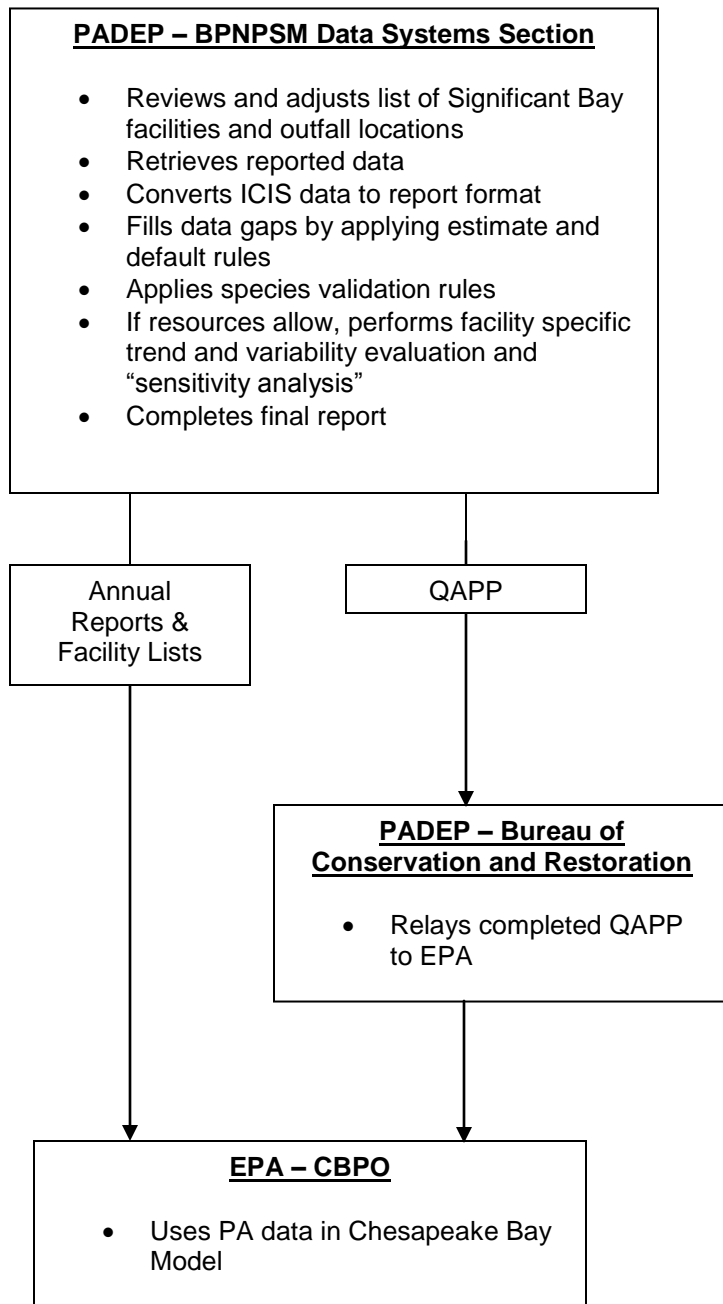 PADEP – BPNPSM Data Systems Section
• Reviews and adjusts list of Significant Bay
facilities and outfall locations
• Retrieves reported data
• Converts ICIS data to report format
• Fills data gaps by applying estimate and
default rules
• Applies species validation rules
• If resources allow, performs facility specific
trend and variability evaluation and
“sensitivity analysis”
• Completes final report
Annual
Reports &
Facility Lists
QAPP
PADEP – Bureau of
Conservation and Restoration
• Relays completed QAPP
to EPA
EPA – CBPO
• Uses PA data in Chesapeake Bay
Model